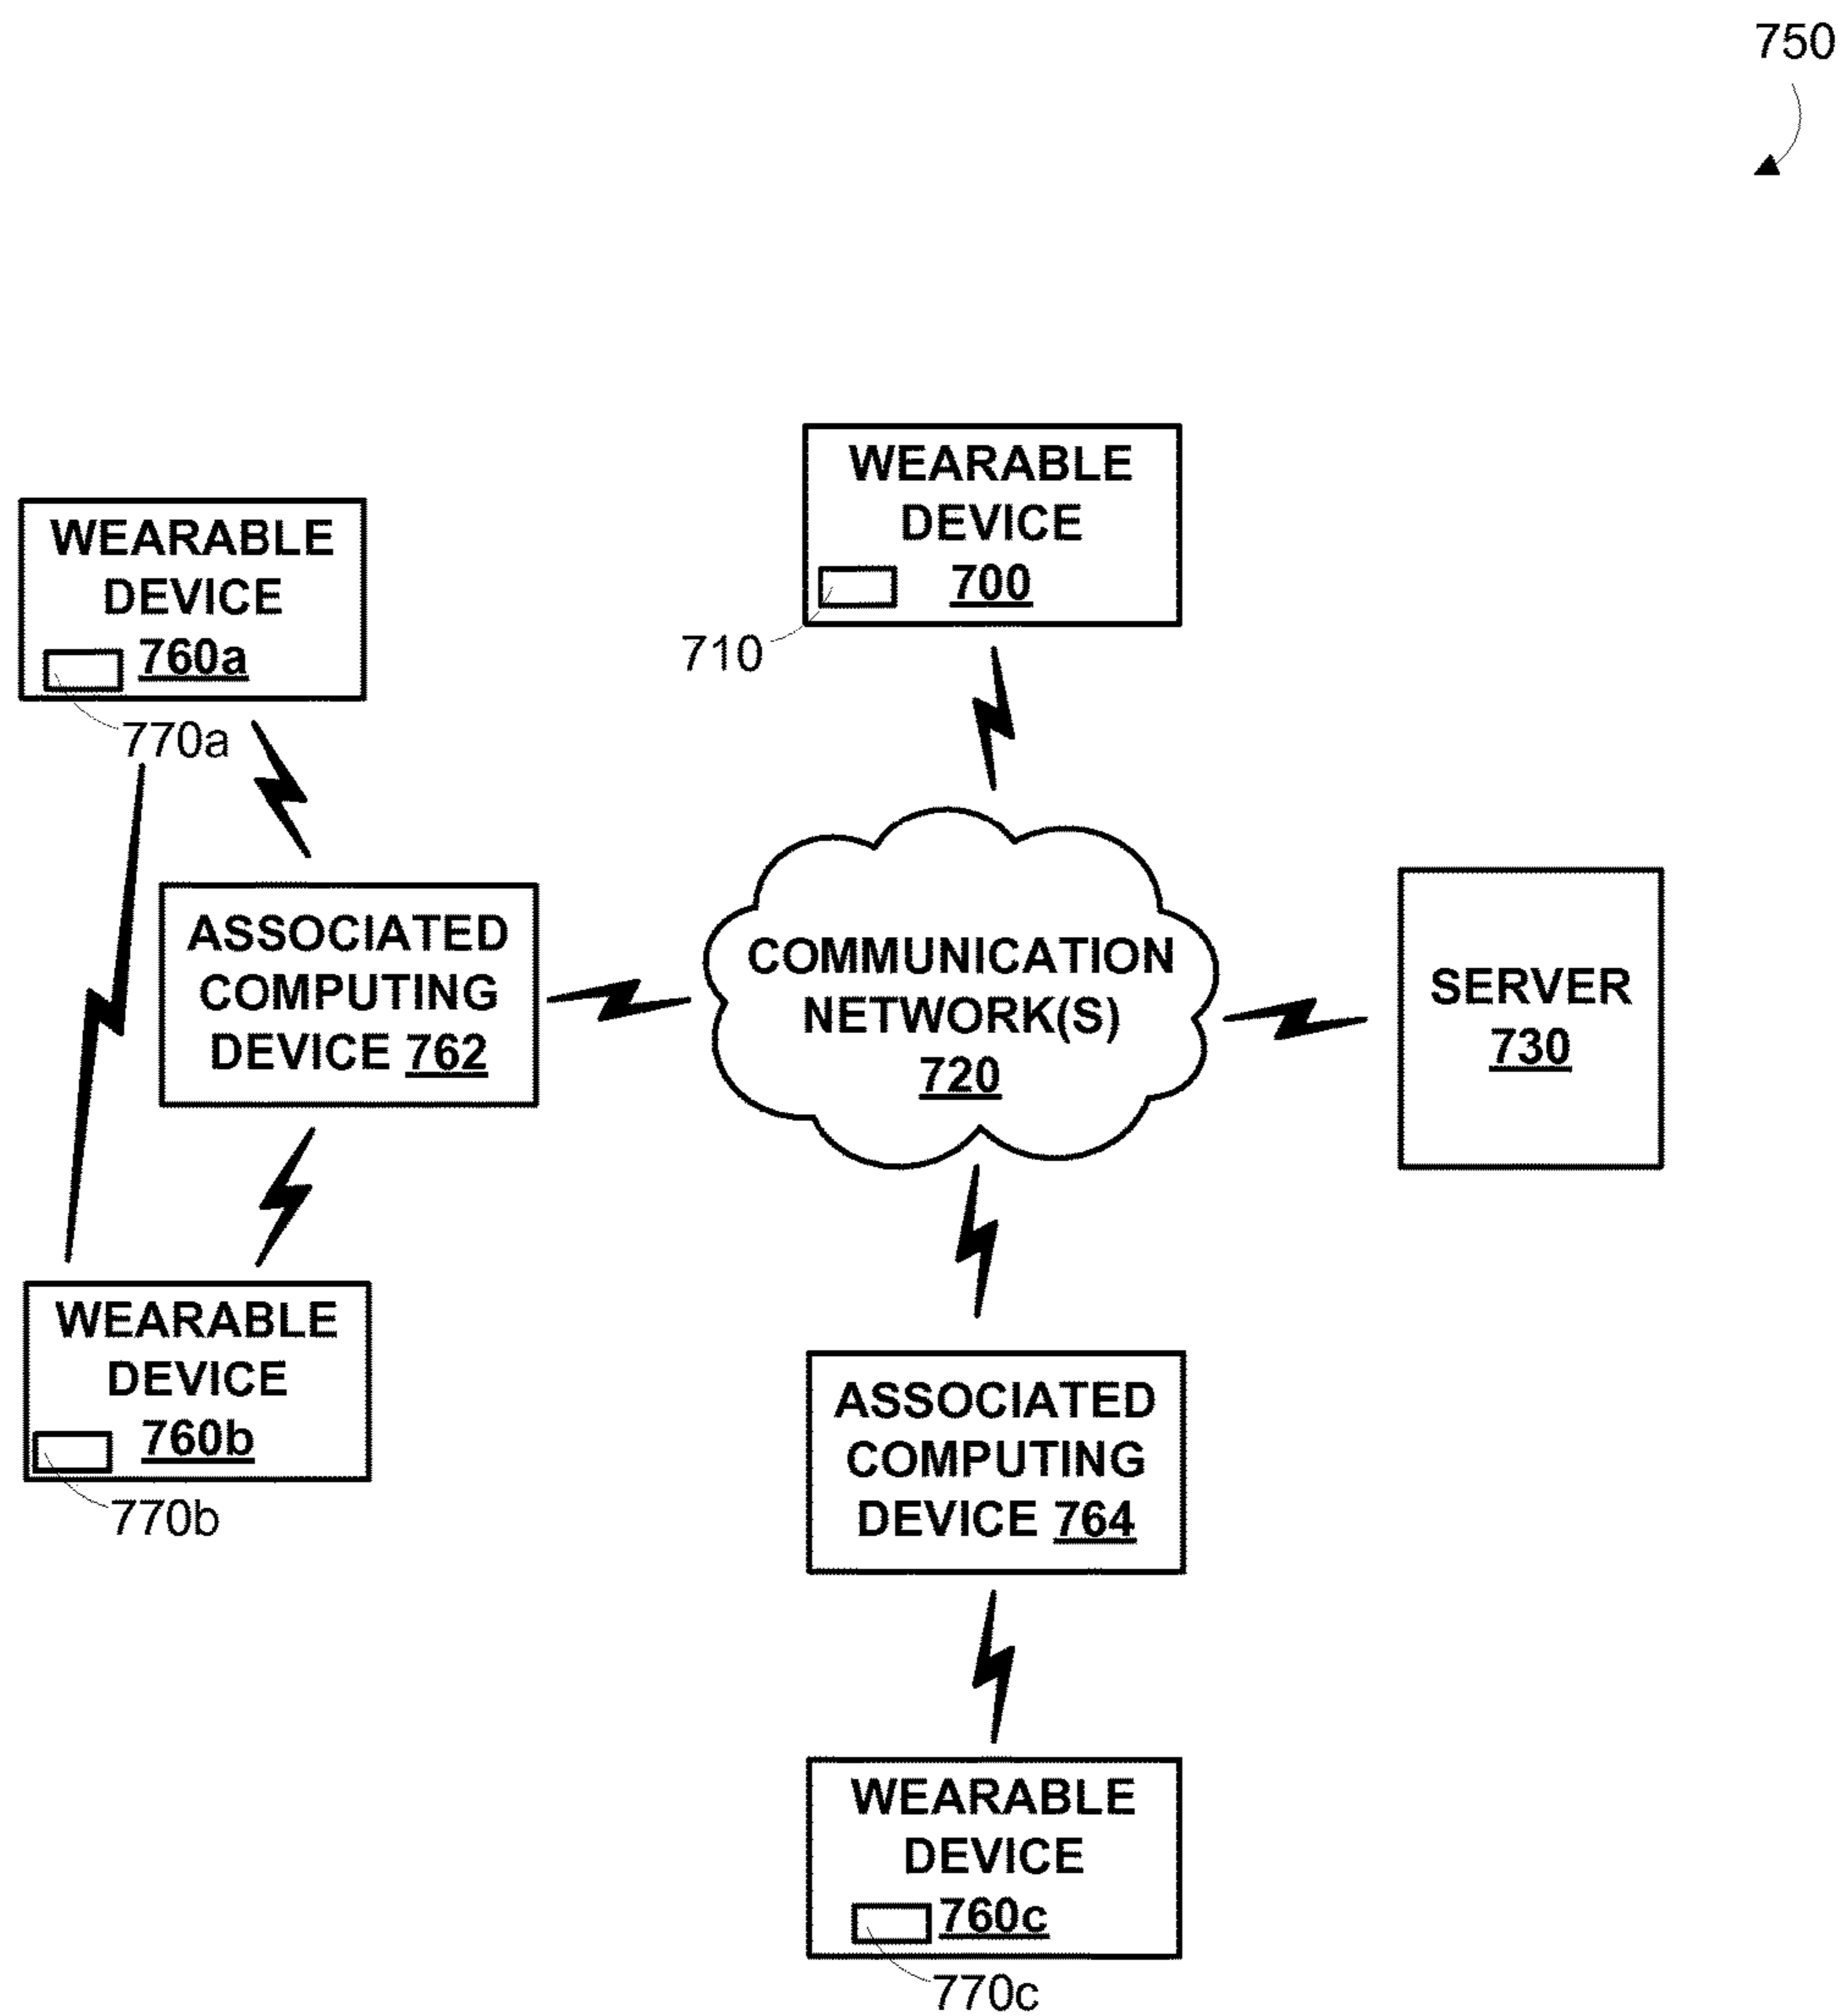 750
WEARABLE
DEVICE
700
710
WEARABLE
DEVICE
760a
770a
ASSOCIATED
COMPUTING
DEVICE 762
COMMUNICATION
NETWORK(S)
720
SERVER
730
WEARABLE
DEVICE
760b
770b
ASSOCIATED
COMPUTING
DEVICE 764
WEARABLE
DEVICE
760c
770c